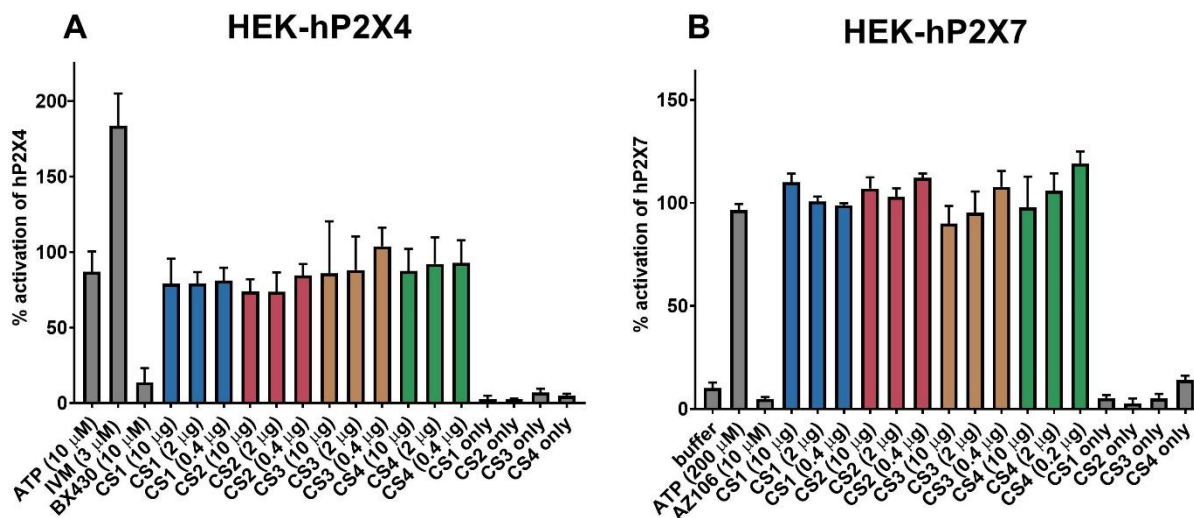 A
HEK-hP2X4
% activation of hP2X4
200
150
100
50
0
ATP (10 µM)
IVM (3 µM)
BX430 (10 µM)
CS1 (10 µg)
CS1 (2 µg)
CS1 (0.4 µg)
CS2 (10 µg)
CS2 (2 µg)
CS2 (0.4 µg)
CS3 (10 µg)
CS3 (2 µg)
CS3 (0.4 µg)
CS4 (10 µg)
CS4 (2 µg)
CS4 (0.4 µg)
CS1 only
CS2 only
CS3 only
CS4 only
B
HEK-hP2X7
% activation of hP2X7
150
100
50
0
buffer
ATP (200 µM)
AZ106 (10 µM)
CS1 (10 µg)
CS1 (2 µg)
CS1 (0.4 µg)
CS2 (10 µg)
CS2 (2 µg)
CS2 (0.4 µg)
CS3 (10 µg)
CS3 (2 µg)
CS3 (0.4 µg)
CS4 (10 µg)
CS4 (2 µg)
CS4 (0.2 µg)
CS1 only
CS2 only
CS3 only
CS4 only